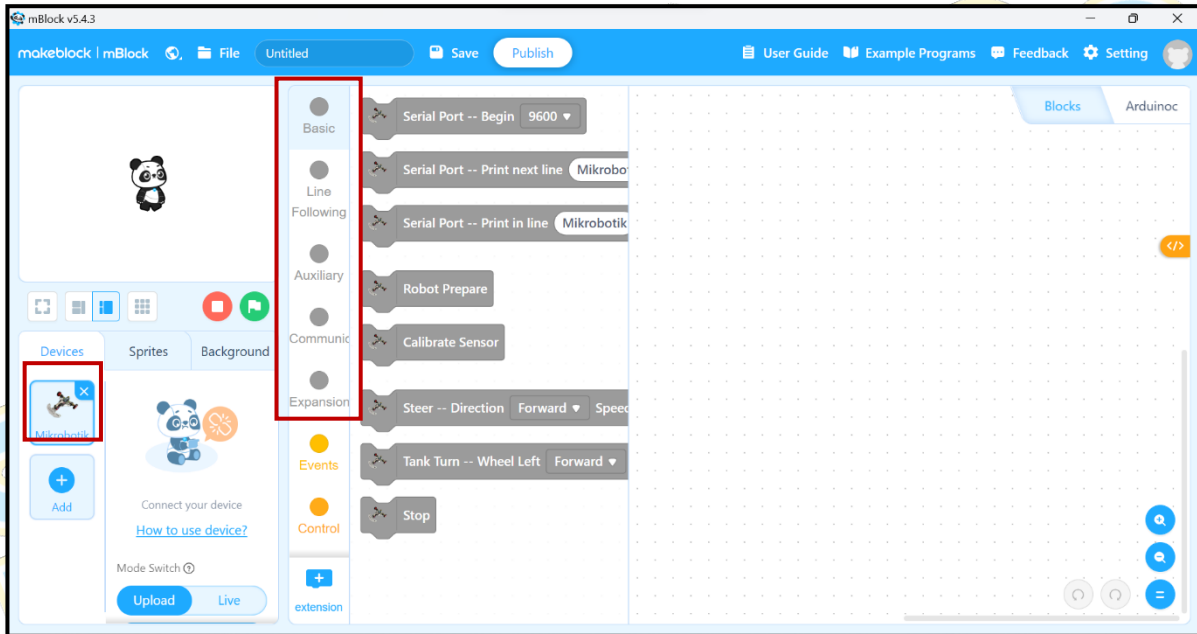 mBlock v5.4.3
makeblock | mBlock File Untitled Save Publish User Guide Example Programs Feedback Setting
Basic
Line
Following
Auxiliary
Communic
Expansion
Events
Control
extension
Serial Port -- Begin 9600
Serial Port -- Print next line Mikrobo
Serial Port -- Print in line Mikrobotik
Robot Prepare
Calibrate Sensor
Steer -- Direction Forward Speed
Tank Turn -- Wheel Left Forward
Stop
Blocks Arduinoc
</>
Devices Sprites Background
Mikrobotik
Add
Connect your device
How to use device?
Mode Switch
Upload Live